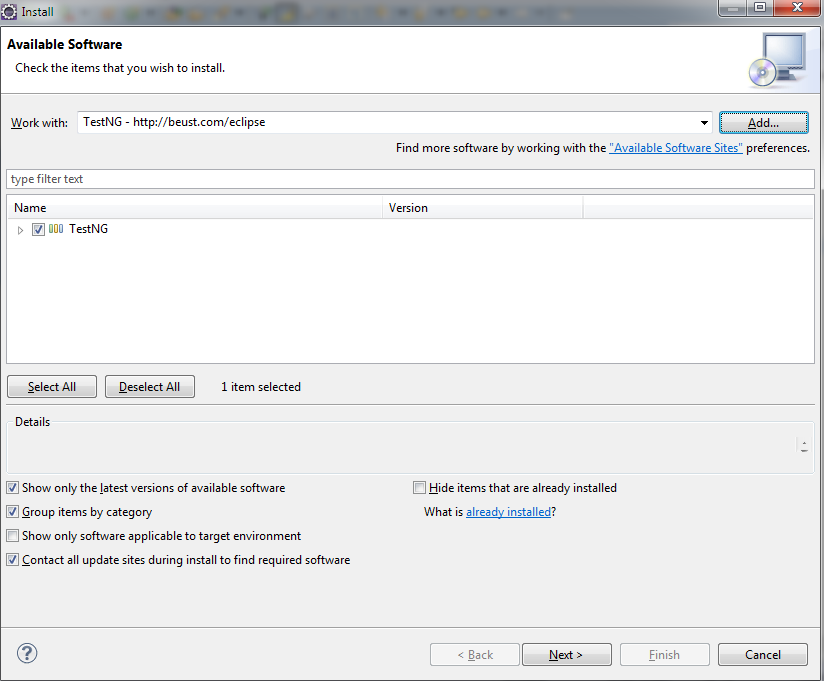 Install
Available Software
Check the items that you wish to install.
Work with: TestNG - http://beust.com/eclipse Add...
Find more software by working with the "Available Software Sites" preferences.
type filter text
Name Version
TestNG
Select All Deselect All 1 item selected
Details
Show only the latest versions of available software Hide items that are already installed
Group items by category What is already installed?
Show only software applicable to target environment
Contact all update sites during install to find required software
? < Back Next > Finish Cancel